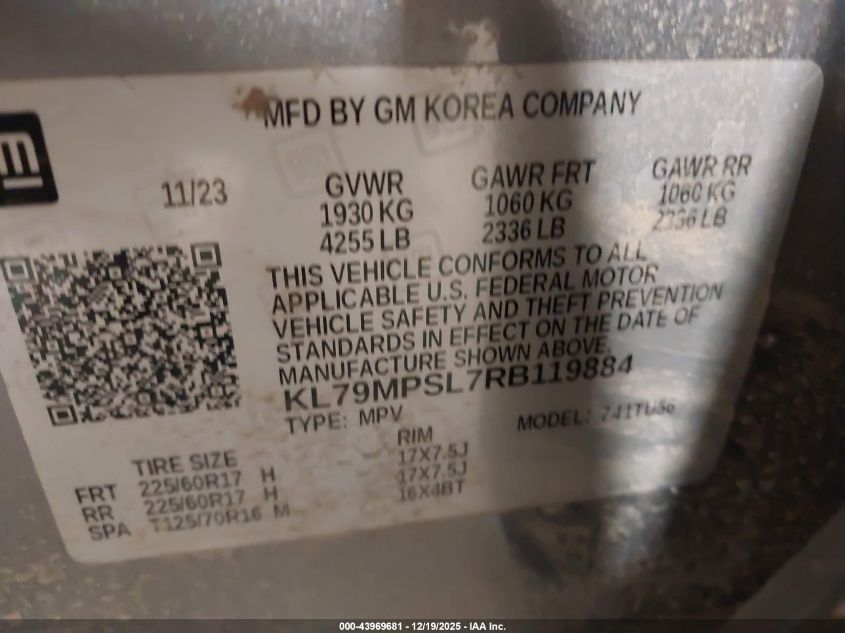 MFD BY GM KOREA COMPANY
11/23
GVWR GAWR FRT GAWR RR
1930 KG 1060 KG 1060 KG
4255 LB 2336 LB 2336 LB
THIS VEHICLE CONFORMS TO ALL
APPLICABLE U.S. FEDERAL MOTOR
VEHICLE SAFETY AND THEFT PREVENTION
STANDARDS IN EFFECT ON THE DATE OF
MANUFACTURE SHOWN ABOVE.
KL79MPSL7RB119884
TYPE: MPV MODEL:
TIRE SIZE RIM
FRT 225/60R17 H 17X7.5J
RR 225/60R17 H 17X7.5J
SPA T125/70R16 M 16X4BT
000-43969681 - 12/19/2025 - IAA Inc.